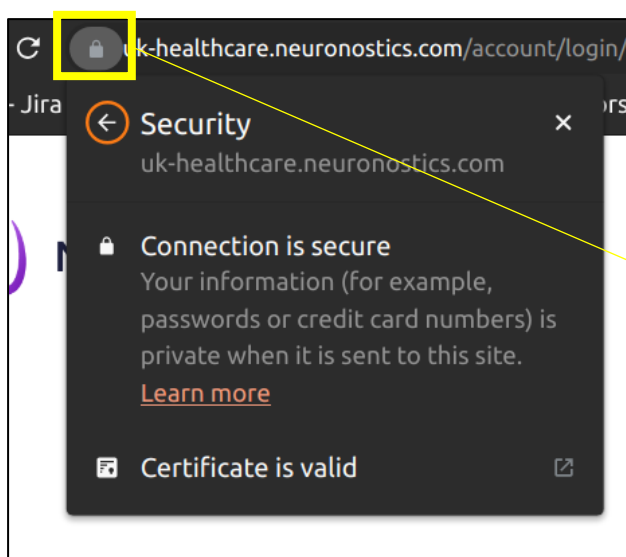 uk-healthcare.neuronostics.com/account/login/
- Jira
ors
Security
uk-healthcare.neuronostics.com
Connection is secure
Your information (for example,
passwords or credit card numbers) is
private when it is sent to this site.
Learn more
Certificate is valid